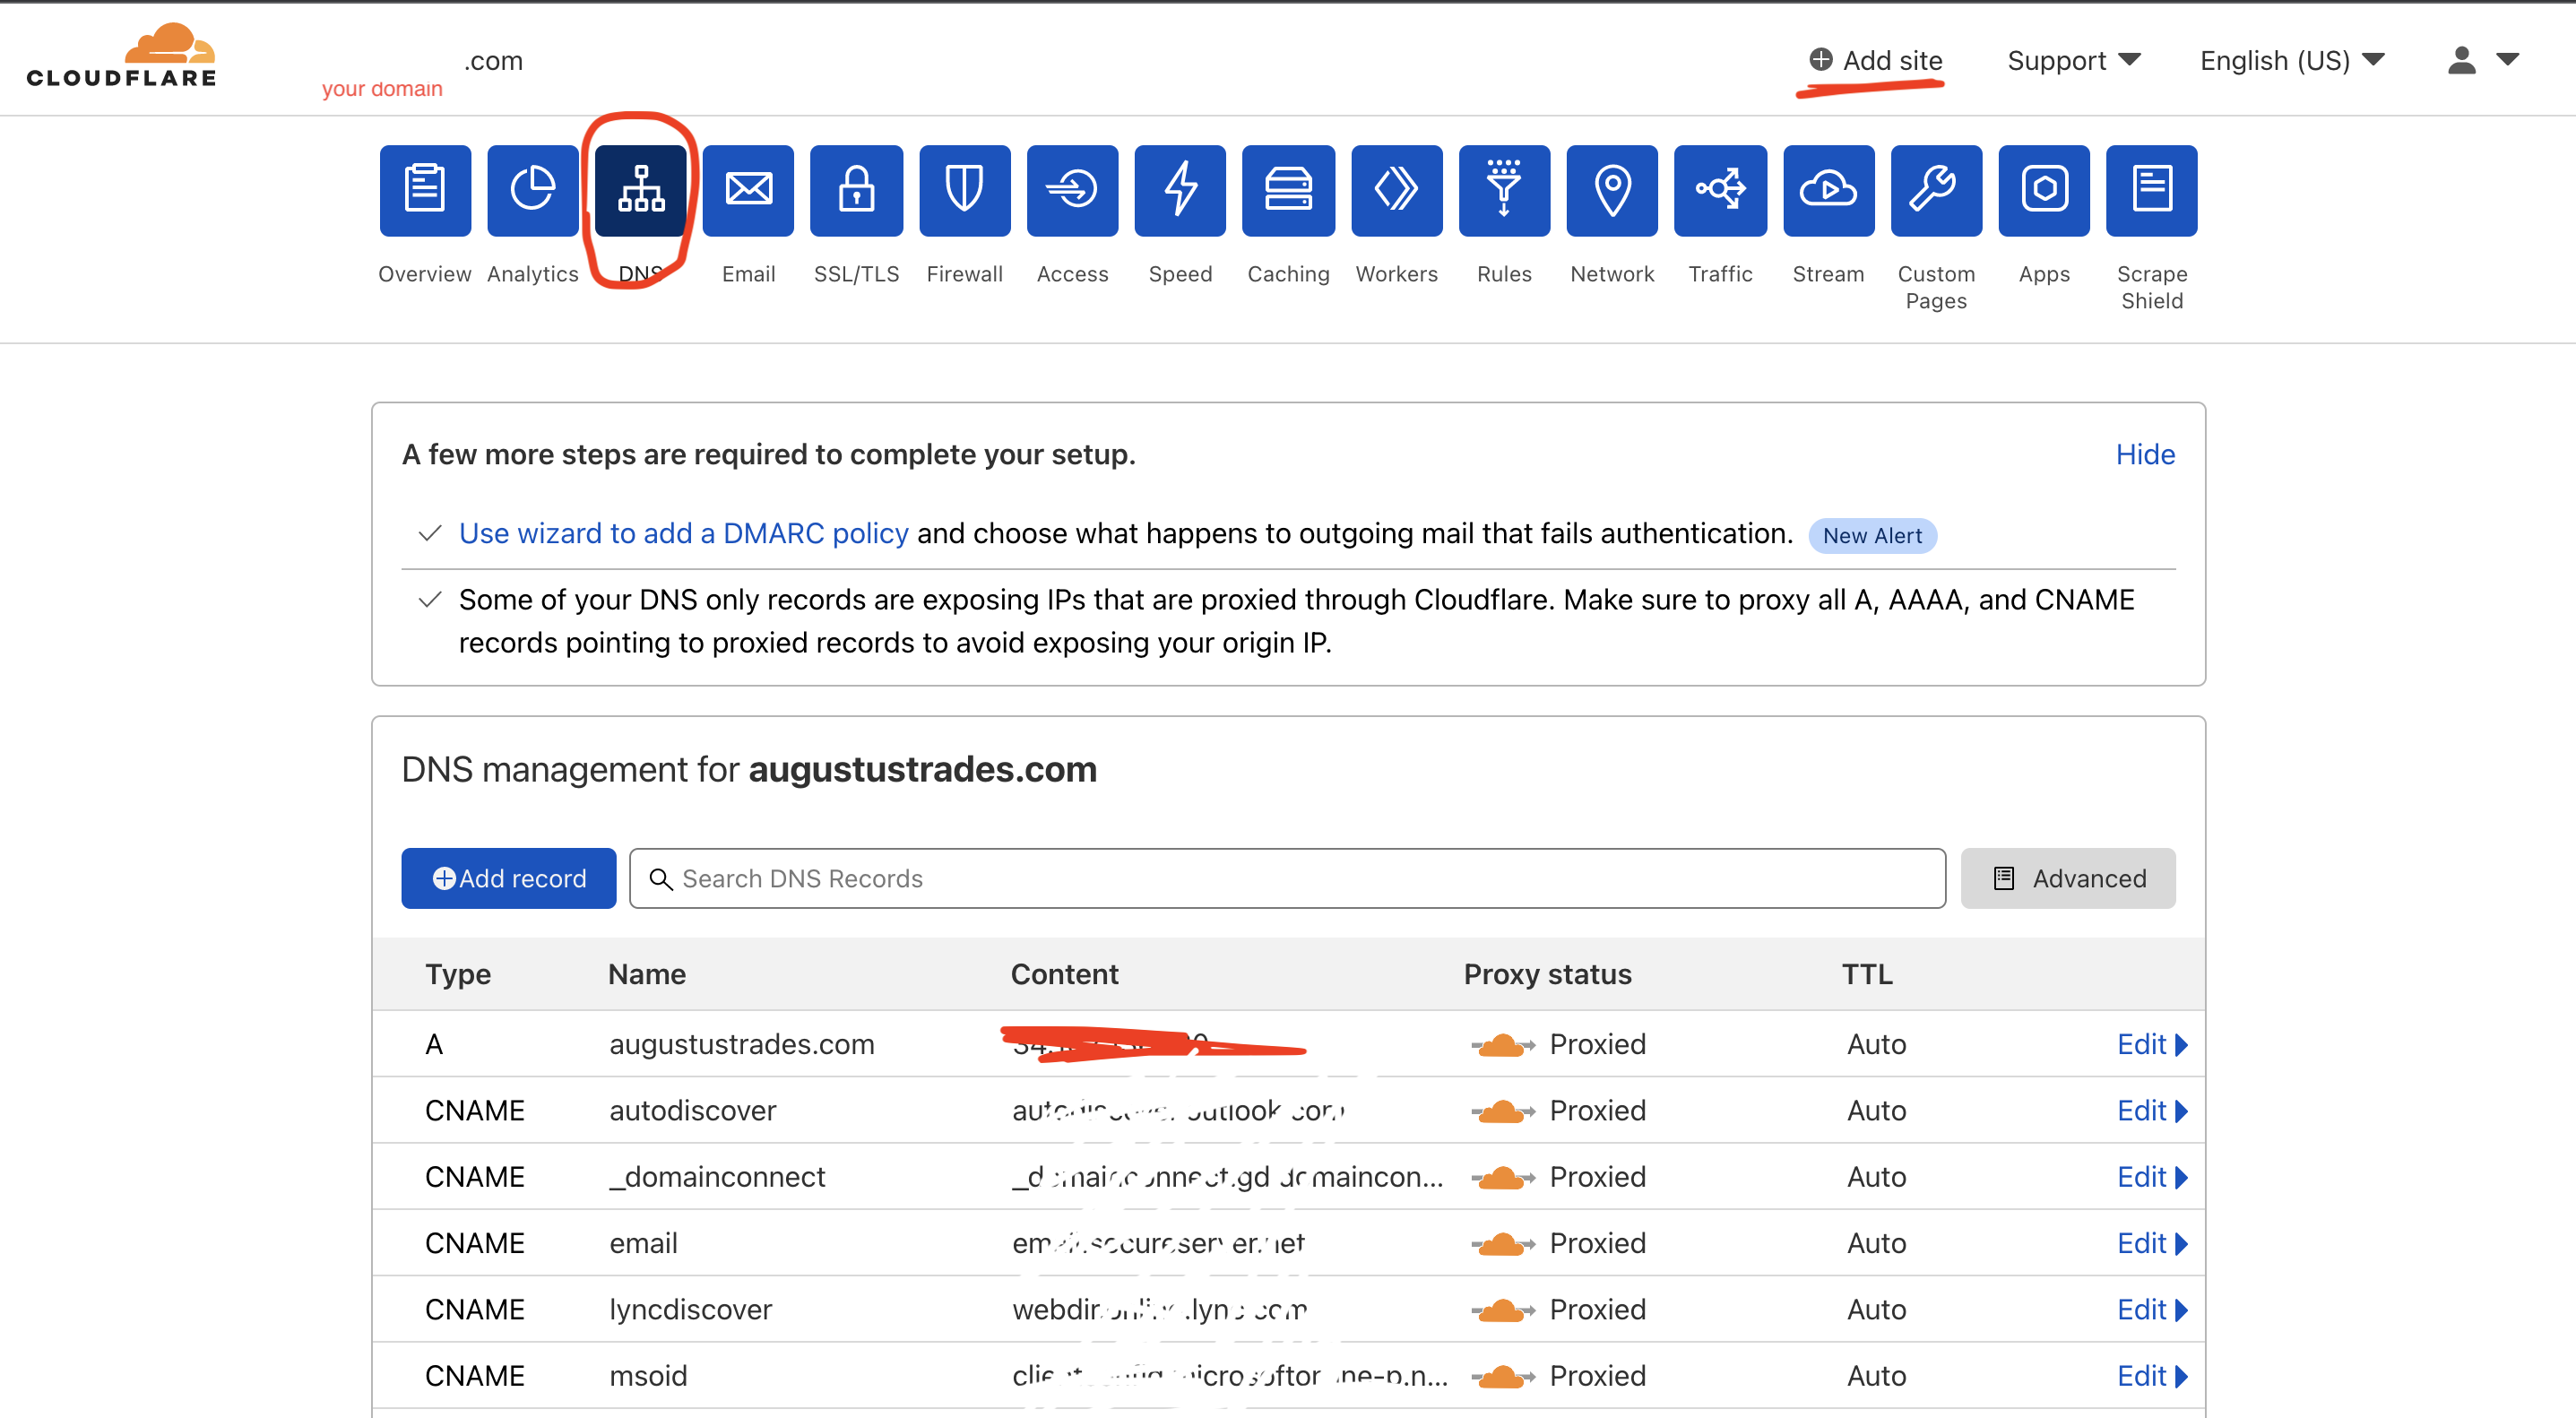 CLOUDFLARE
.com
your domain
Add site
Support
English (US)
Overview
Analytics
DNS
Email
SSL/TLS
Firewall
Access
Speed
Caching
Workers
Rules
Network
Traffic
Stream
Custom
Pages
Apps
Scrape
Shield
A few more steps are required to complete your setup.
Hide
Use wizard to add a DMARC policy and choose what happens to outgoing mail that fails authentication. New Alert
Some of your DNS only records are exposing IPs that are proxied through Cloudflare. Make sure to proxy all A, AAAA, and CNAME
records pointing to proxied records to avoid exposing your origin IP.
DNS management for augustustrades.com
Add record
Search DNS Records
Advanced
Type Name Content Proxy status TTL
A augustustrades.com Proxied Auto Edit
CNAME autodiscover Proxied Auto Edit
CNAME _domainconnect Proxied Auto Edit
CNAME email Proxied Auto Edit
CNAME lyncdiscover Proxied Auto Edit
CNAME msoid Proxied Auto Edit